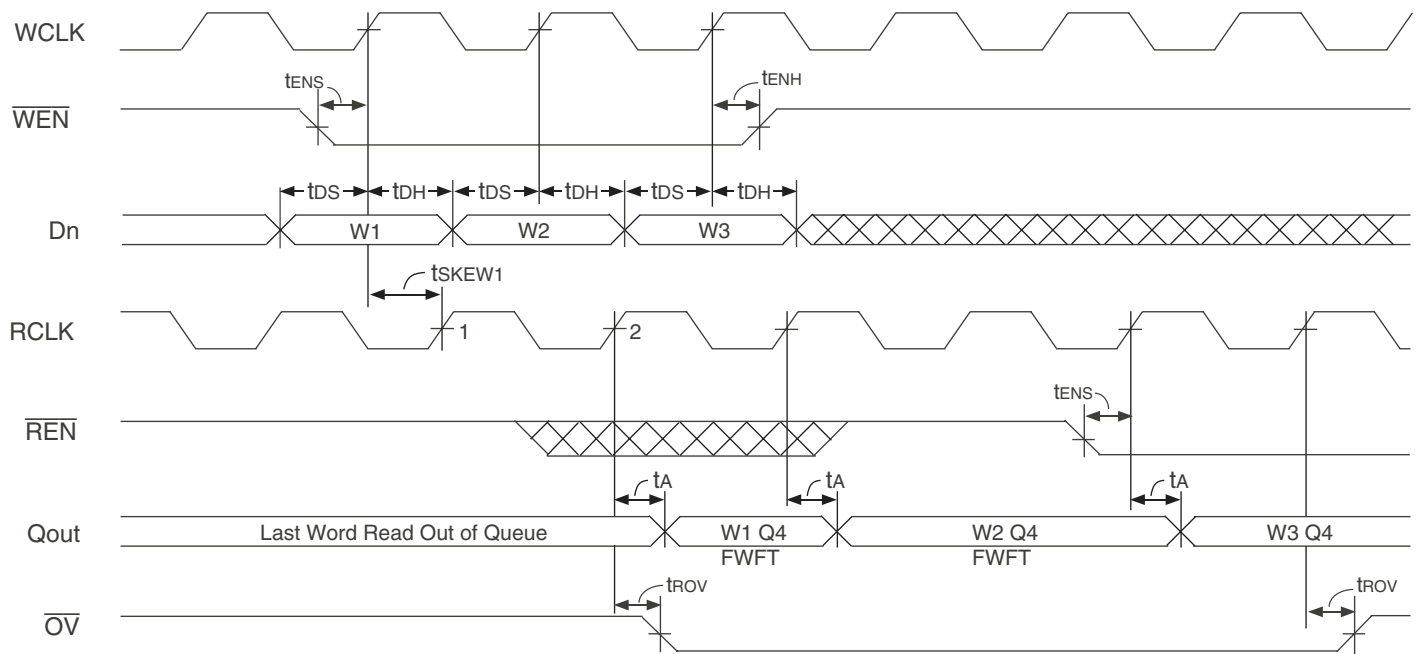 WCLK
tENS
tENH
WEN
tDS tDH tDS tDH tDS tDH
Dn W1 W2 W3
tSKEW1
RCLK 1 2
tENS
REN
tA tA tA
Qout Last Word Read Out of Queue W1 Q4 W2 Q4 W3 Q4
FWFT FWFT
tROV tROV
OV